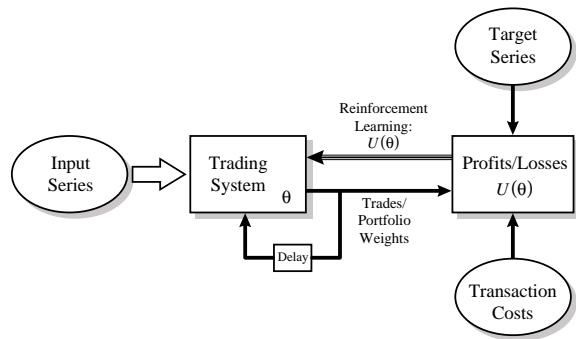 Target
Series
Reinforcement
Learning:
U(θ)
Input
Series
Trading
System
θ
Profits/Losses
U(θ)
Trades/
Portfolio
Weights
Delay
Transaction
Costs